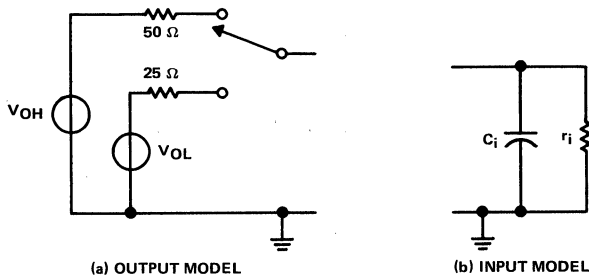 50 Ω
25 Ω
VOH
VOL
Ci
ri
(a) OUTPUT MODEL
(b) INPUT MODEL